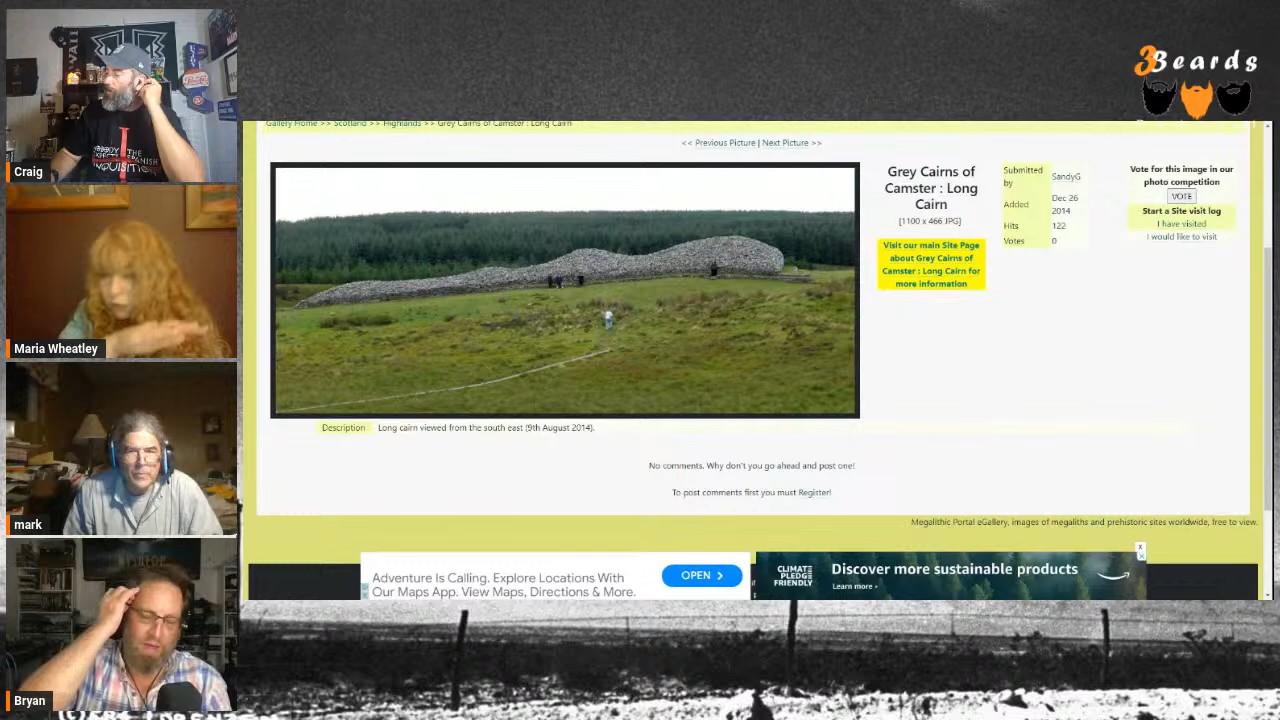 3Beards
Craig
Maria Wheatley
mark
Bryan
Gallery Home >> Scotland >> Highlands >> Grey Cairns of Camster : Long Cairn
<< Previous Picture | Next Picture >>
Grey Cairns of
Camster : Long
Cairn
[1100 x 466 JPG]
Visit our main Site Page
about Grey Cairns of
Camster : Long Cairn for
more information
Submitted
by
SandyG
Added
Dec 26
2014
Hits
122
Votes
0
Vote for this image in our
photo competition
VOTE
Start a Site visit log
I have visited
I would like to visit
Description
Long cairn viewed from the south east (9th August 2014).
No comments. Why don't you go ahead and post one!
To post comments first you must Register!
Megalithic Portal eGallery, images of megaliths and prehistoric sites worldwide, free to view.
Adventure Is Calling. Explore Locations With
Our Maps App. View Maps, Directions & More.
OPEN >
CLIMATE
PLEDGE
FRIENDLY
Discover more sustainable products
Learn more ›
x
SPANISH
INQUISITION